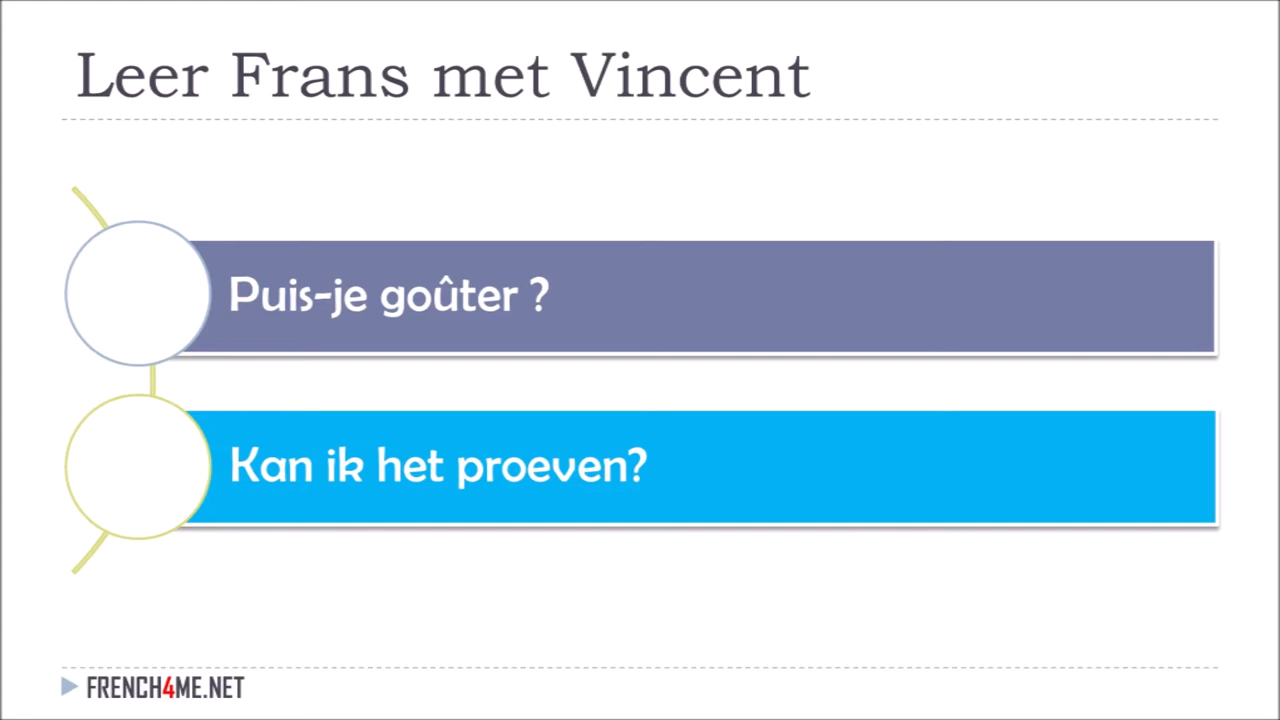 Leer Frans met Vincent
Puis-je goûter ?
Kan ik het proeven?
FRENCH4ME.NET